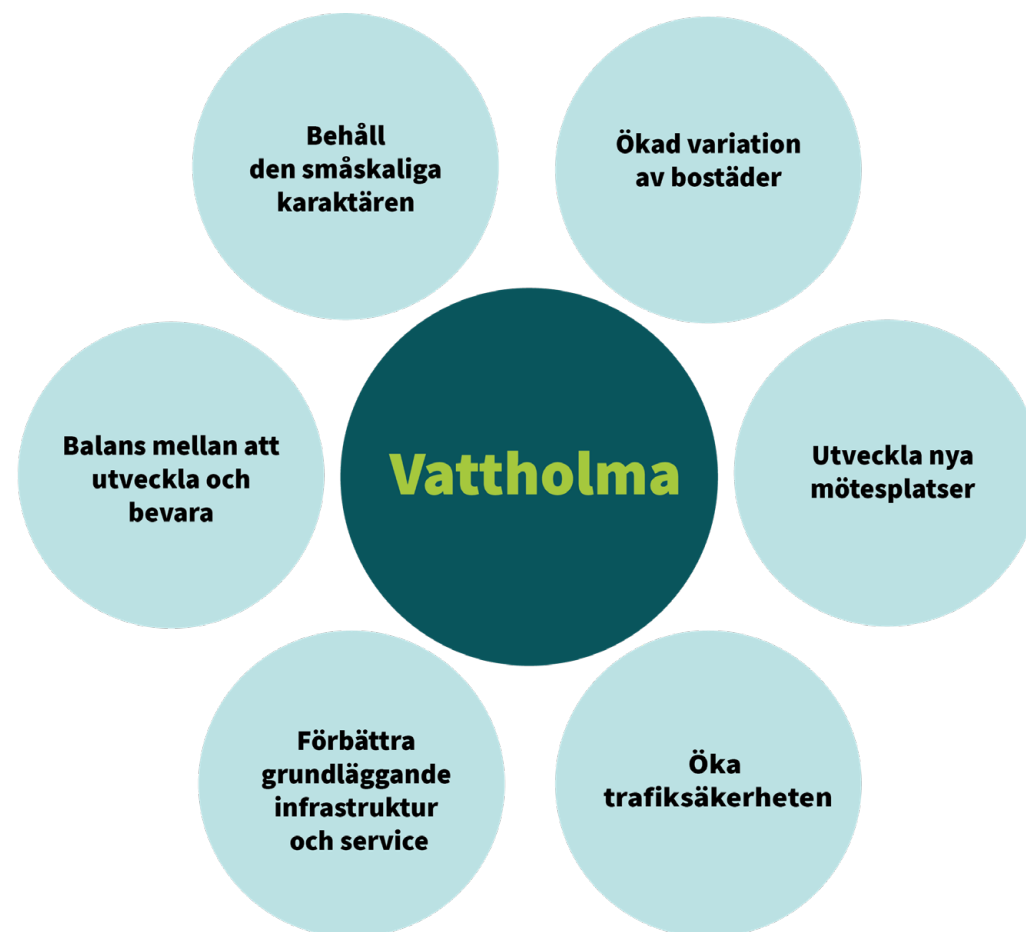 Behåll
den småskaliga
karaktären
Ökad variation
av bostäder
Balans mellan att
utveckla och
bevara
Vattholma
Utveckla nya
mötesplatser
Förbättra
grundläggande
infrastruktur
och service
Öka
trafiksäkerheten